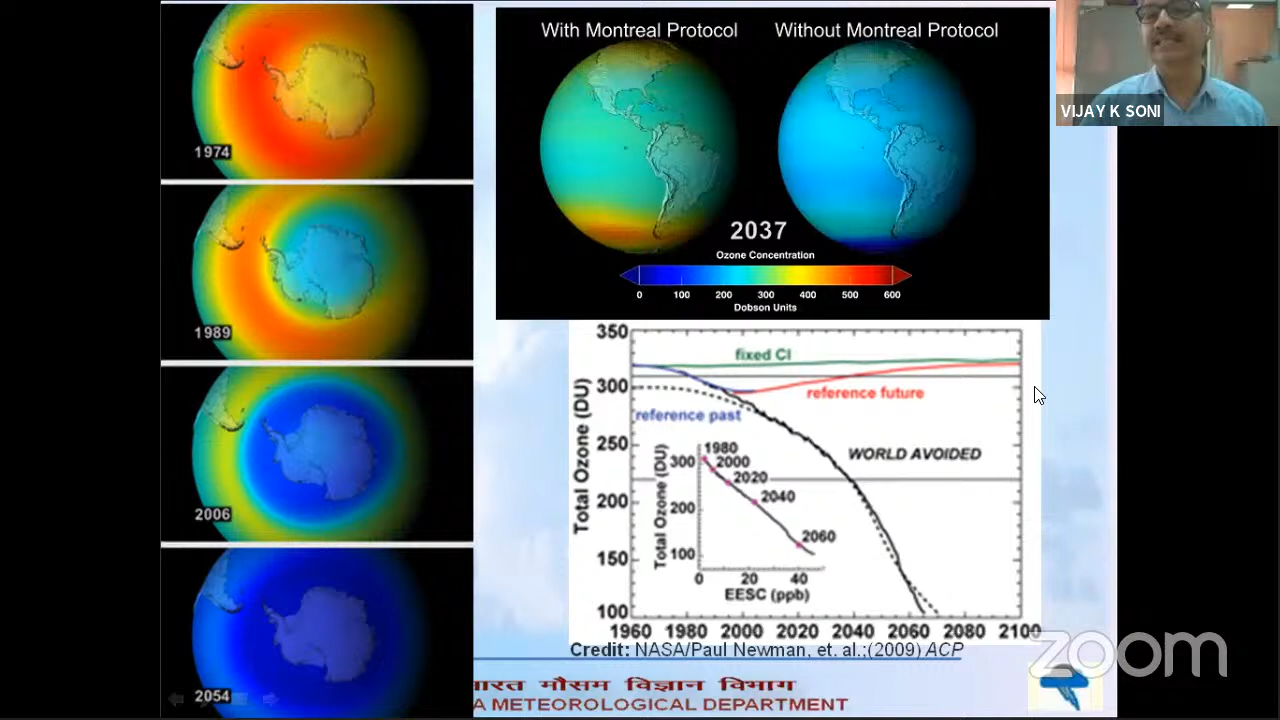 1974
1989
2006
2054
With Montreal Protocol
Without Montreal Protocol
2037
Ozone Concentration
0 100 200 300 400 500 600
Dobson Units
VIJAY K SONI
Total Ozone (DU)
350
300
250
200
150
100
fixed Cl
reference future
reference past
WORLD AVOIDED
Total Ozone (DU)
300
200
100
1980
2000
2020
2040
2060
0 20 40
EESC (ppb)
1960 1980 2000 2020 2040 2060 2080 2100
Credit: NASA/Paul Newman, et. al.;(2009) ACP
मौसम विज्ञान विभाग
A METEOROLOGICAL DEPARTMENT
zoom